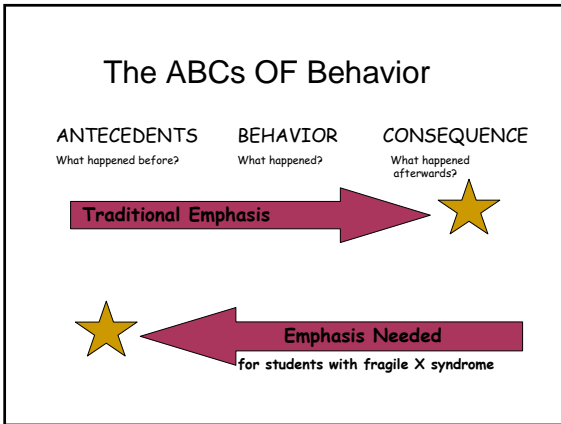 The ABCs OF Behavior
ANTECEDENTS BEHAVIOR CONSEQUENCE
What happened before? What happened? What happened
afterwards?
Traditional Emphasis
Emphasis Needed
for students with fragile X syndrome